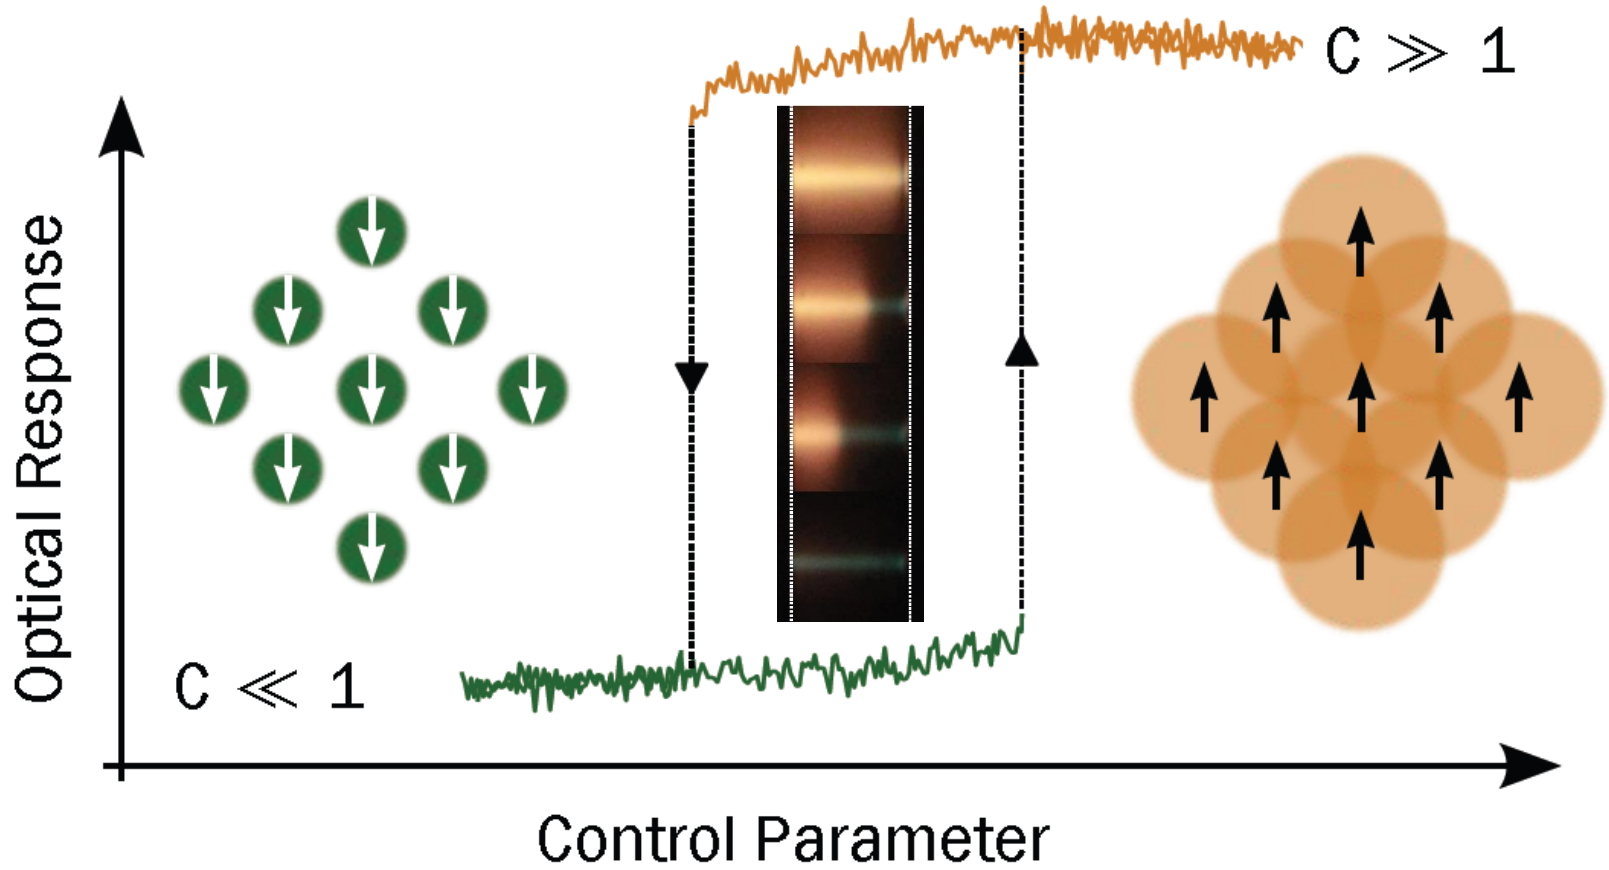 C ≫ 1
Optical Response
C ≪ 1
Control Parameter